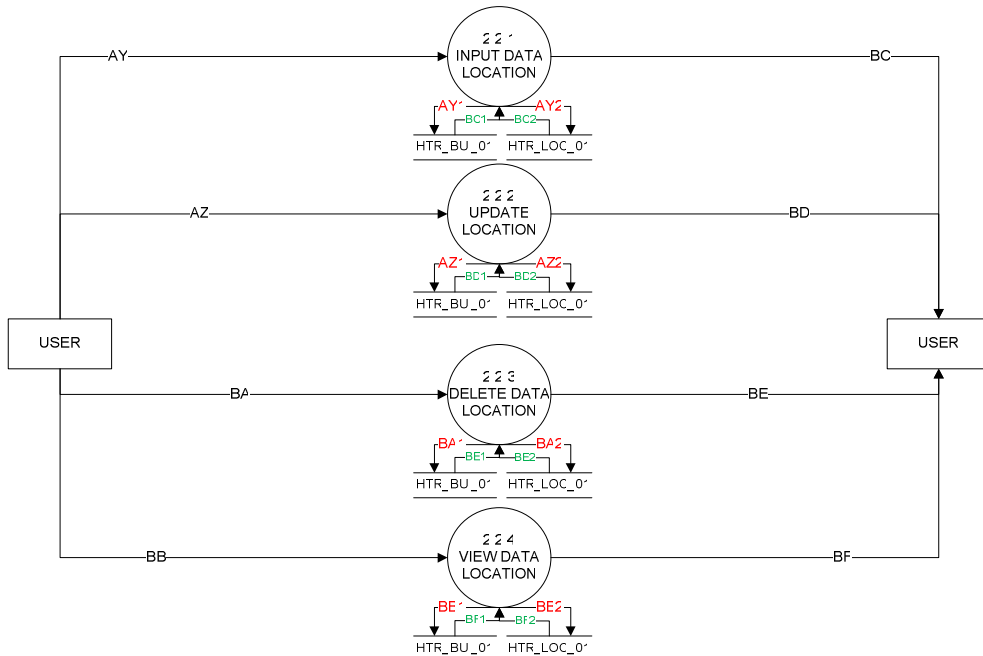 2.2.1
INPUT DATA
LOCATION
AY
BC
AY1
AY2
BC1
BC2
HTR_BU_01
HTR_LOC_01
2.2.2
UPDATE
LOCATION
AZ
BD
AZ1
AZ2
BD1
BD2
HTR_BU_01
HTR_LOC_01
USER
USER
2.2.3
DELETE DATA
LOCATION
BA
BE
BA1
BA2
BE1
BE2
HTR_BU_01
HTR_LOC_01
2.2.4
VIEW DATA
LOCATION
BB
BF
BE1
BE2
BF1
BF2
HTR_BU_01
HTR_LOC_01